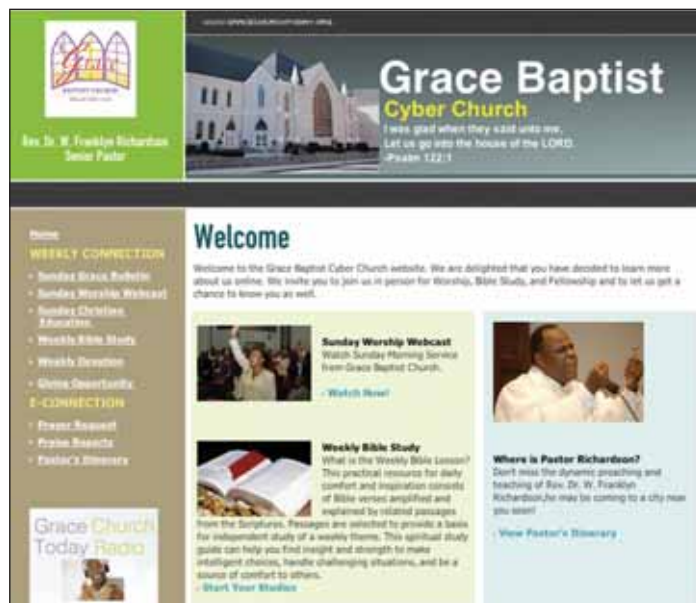 Grace
BAPTIST CHURCH
Rev. Dr. W. Franklyn Richardson
Senior Pastor
Grace Baptist
Cyber Church
I was glad when they said unto me,
Let us go into the house of the LORD.
-Psalm 122:1
Home
WEEKLY CONNECTION
Sunday Grace Bulletin
Sunday Worship Webcast
Sunday Christian
Education
Weekly Bible Study
Weekly Devotion
Giving Opportunity
E-CONNECTION
Prayer Request
Praise Reports
Pastor's Itinerary
Grace Church
Today Radio
Welcome
Welcome to the Grace Baptist Cyber Church website. We are delighted that you have decided to learn more
about us online. We invite you to join us in person for Worship, Bible Study, and Fellowship and to let us get a
chance to know you as well.
Sunday Worship Webcast
Watch Sunday Morning Service
from Grace Baptist Church.
- Watch Now!
Weekly Bible Study
What is the Weekly Bible Lesson?
This practical resource for daily
comfort and inspiration consists
of Bible verses amplified and
explained by related passages
from the Scriptures. Passages are selected to provide a basis
for independent study of a weekly theme. This spiritual study
guide can help you find insight and strength to make
intelligent choices, handle challenging situations, and be a
source of comfort to others.
- Start Your Studies
Where is Pastor Richardson?
Don't miss the dynamic preaching and
teaching of Rev. Dr. W. Franklyn
Richardson,he may be coming to a city near
you soon!
- View Pastor's Itinerary